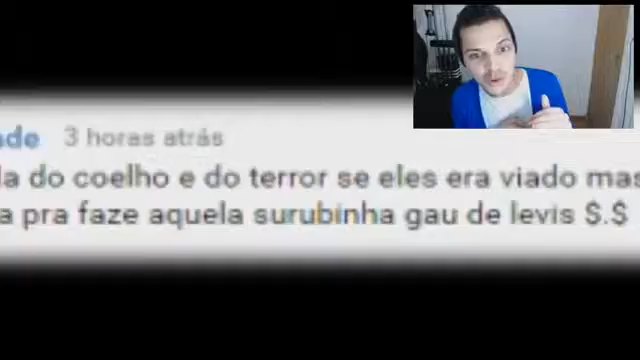 de 3 horas atrás
la do coelho e do terror se eles era viado mas
a pra faze aquela surubinha gau de levis $.$